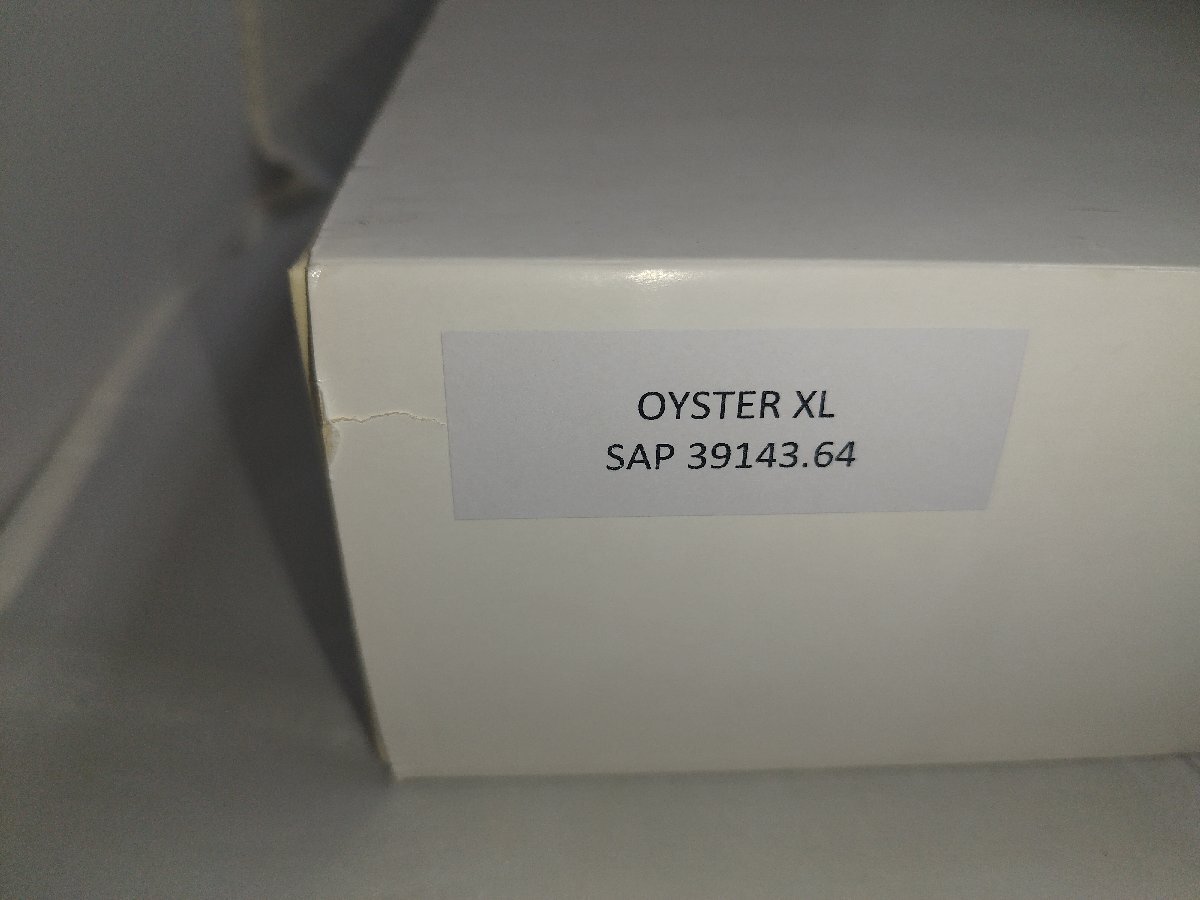 OYSTER XL
SAP 39143.64